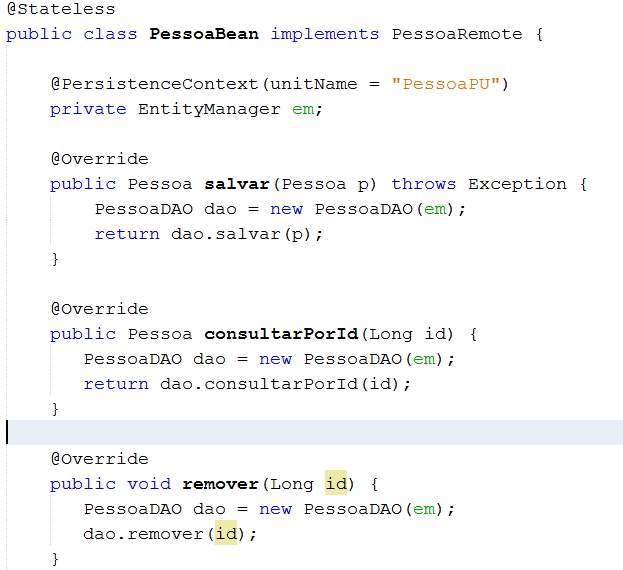 @Stateless
public class PessoaBean implements PessoaRemote {
@PersistenceContext(unitName = "PessoaPU")
private EntityManager em;
@Override
public Pessoa salvar(Pessoa p) throws Exception {
PessoaDAO dao = new PessoaDAO(em);
return dao.salvar(p);
}
@Override
public Pessoa consultarPorId(Long id) {
PessoaDAO dao = new PessoaDAO(em);
return dao.consultarPorId(id);
}
@Override
public void remover(Long id) {
PessoaDAO dao = new PessoaDAO(em);
dao.remover(id);
}